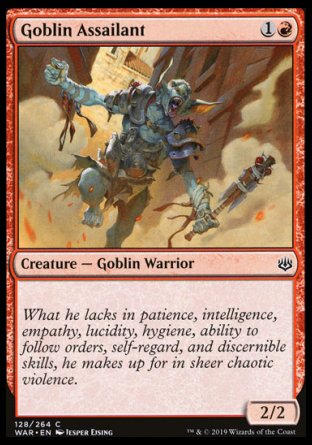 Goblin Assailant 1
Creature — Goblin Warrior
What he lacks in patience, intelligence,
empathy, lucidity, hygiene, ability to
follow orders, self-regard, and discernible
skills, he makes up for in sheer chaotic
violence.
2/2
128/264 C
WAR • EN Jesper Eising
™ & © 2019 Wizards of the Coast